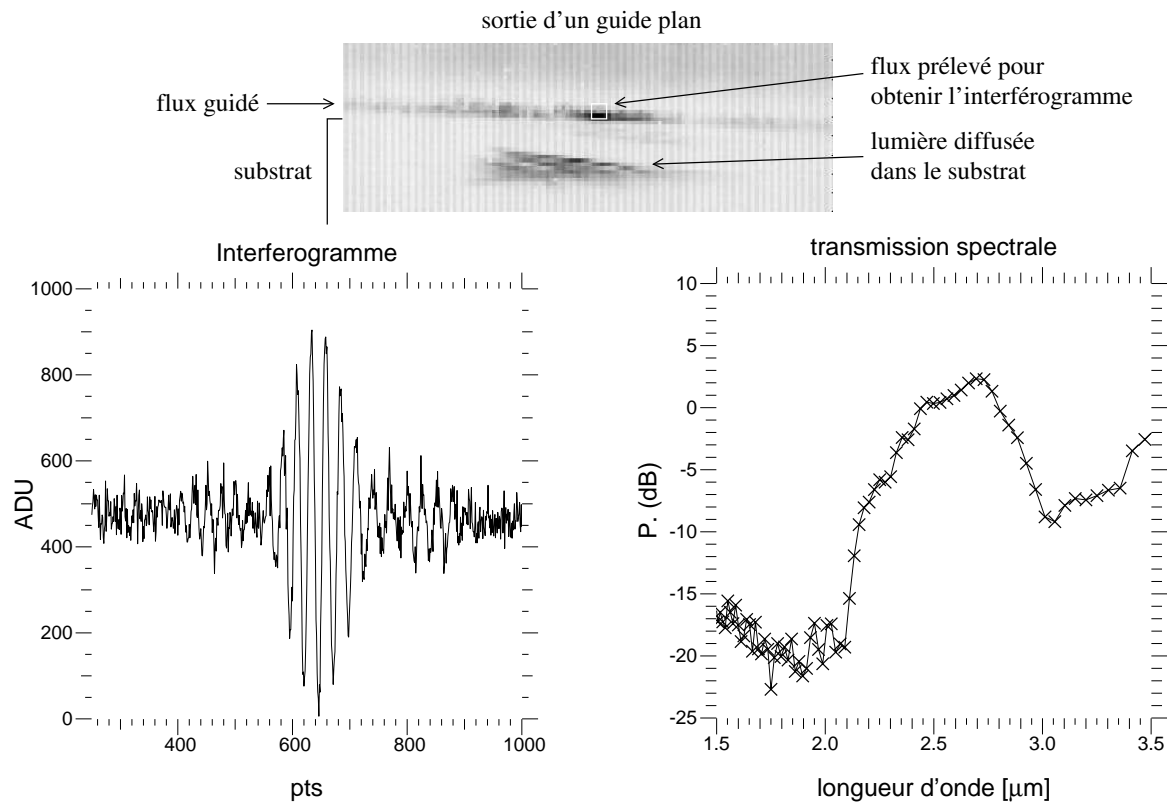 sortie d'un guide plan
flux guidé
flux prélevé pour
obtenir l'interférogramme
substrat
lumière diffusée
dans le substrat
Interferogramme
ADU
1000
800
600
400
200
0
400
600
800
1000
pts
transmission spectrale
P. (dB)
10
5
0
−5
−10
−15
−20
−25
1.5
2.0
2.5
3.0
3.5
longueur d'onde [μm]